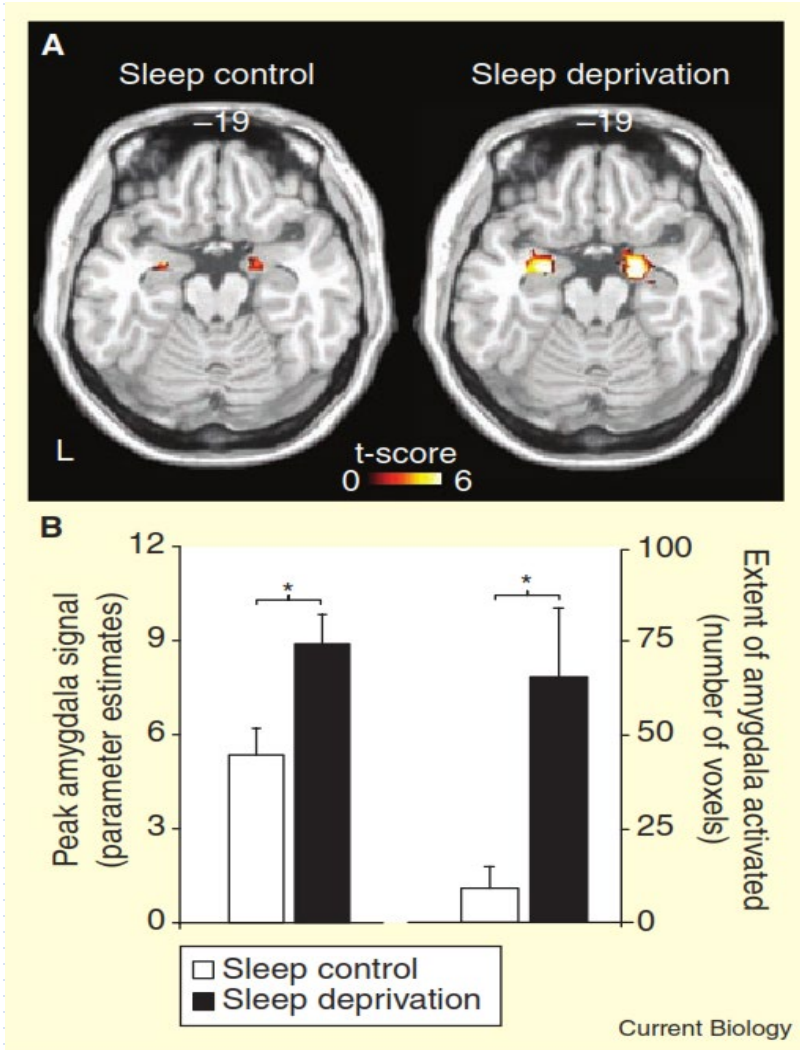 A
Sleep control
Sleep deprivation
–19
–19
L
t-score
0
6
B
Peak amygdala signal
(parameter estimates)
12
9
6
3
0
*
*
100
75
50
25
0
Extent of amygdala activated
(number of voxels)
Sleep control
Sleep deprivation
Current Biology